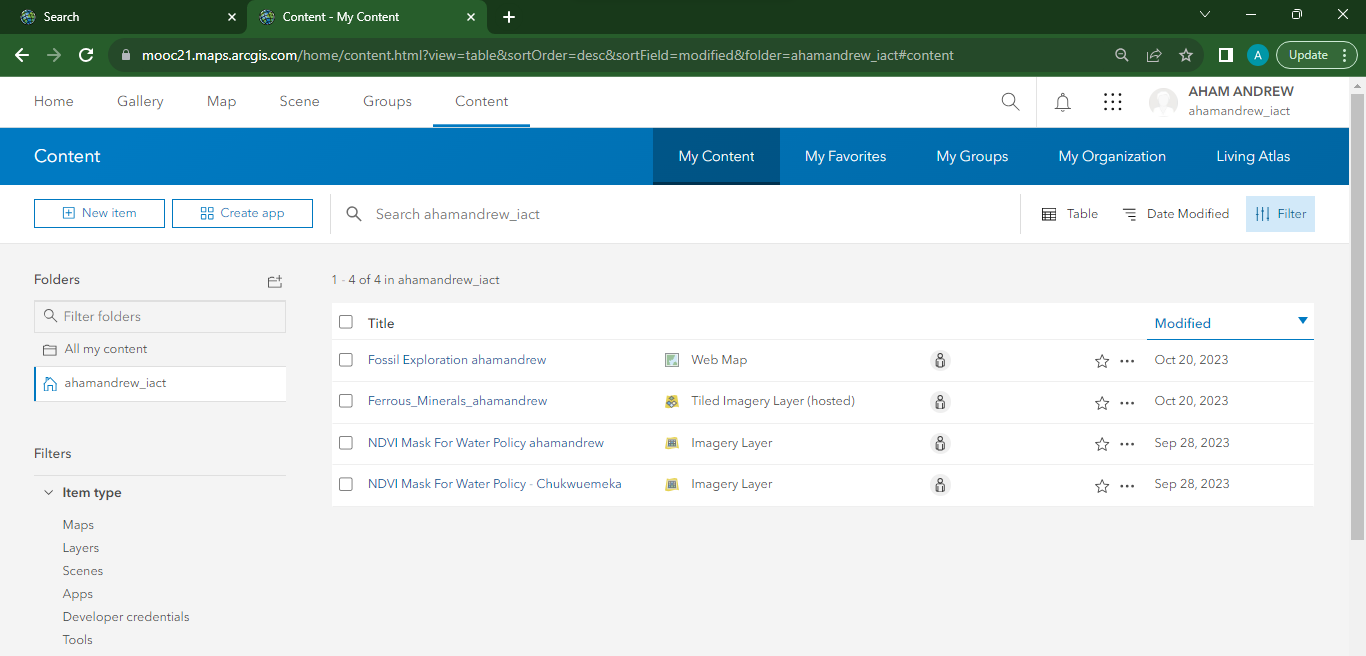 Search
Content - My Content
mooc21.maps.arcgis.com/home/content.html?view=table&sortOrder=desc&sortField=modified&folder=ahamandrew_iact#content
A
Update
Home Gallery Map Scene Groups Content
AHAM ANDREW
ahamandrew_iact
Content
My Content My Favorites My Groups My Organization Living Atlas
New item Create app Search ahamandrew_iact Table Date Modified Filter
Folders
1 - 4 of 4 in ahamandrew_iact
Filter folders
All my content
ahamandrew_iact
Title Modified
Fossil Exploration ahamandrew Web Map Oct 20, 2023
Ferrous_Minerals_ahamandrew Tiled Imagery Layer (hosted) Oct 20, 2023
NDVI Mask For Water Policy ahamandrew Imagery Layer Sep 28, 2023
NDVI Mask For Water Policy - Chukwuemeka Imagery Layer Sep 28, 2023
Filters
Item type
Maps
Layers
Scenes
Apps
Developer credentials
Tools